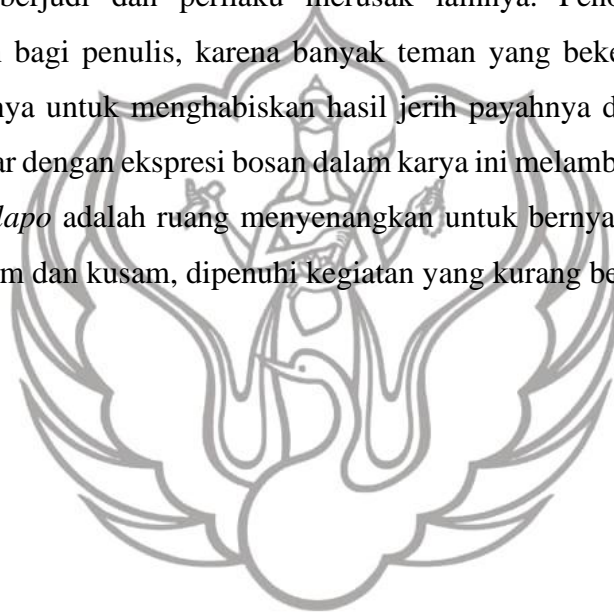 berjudi dan perilaku merusak lainnya.
bagi penulis, karena banyak teman yang
untuk menghabiskan hasil jerih payahnya
dengan ekspresi bosan dalam karya ini
adalah ruang menyenangkan untuk
dan kusam, dipenuhi kegiatan yang kurang